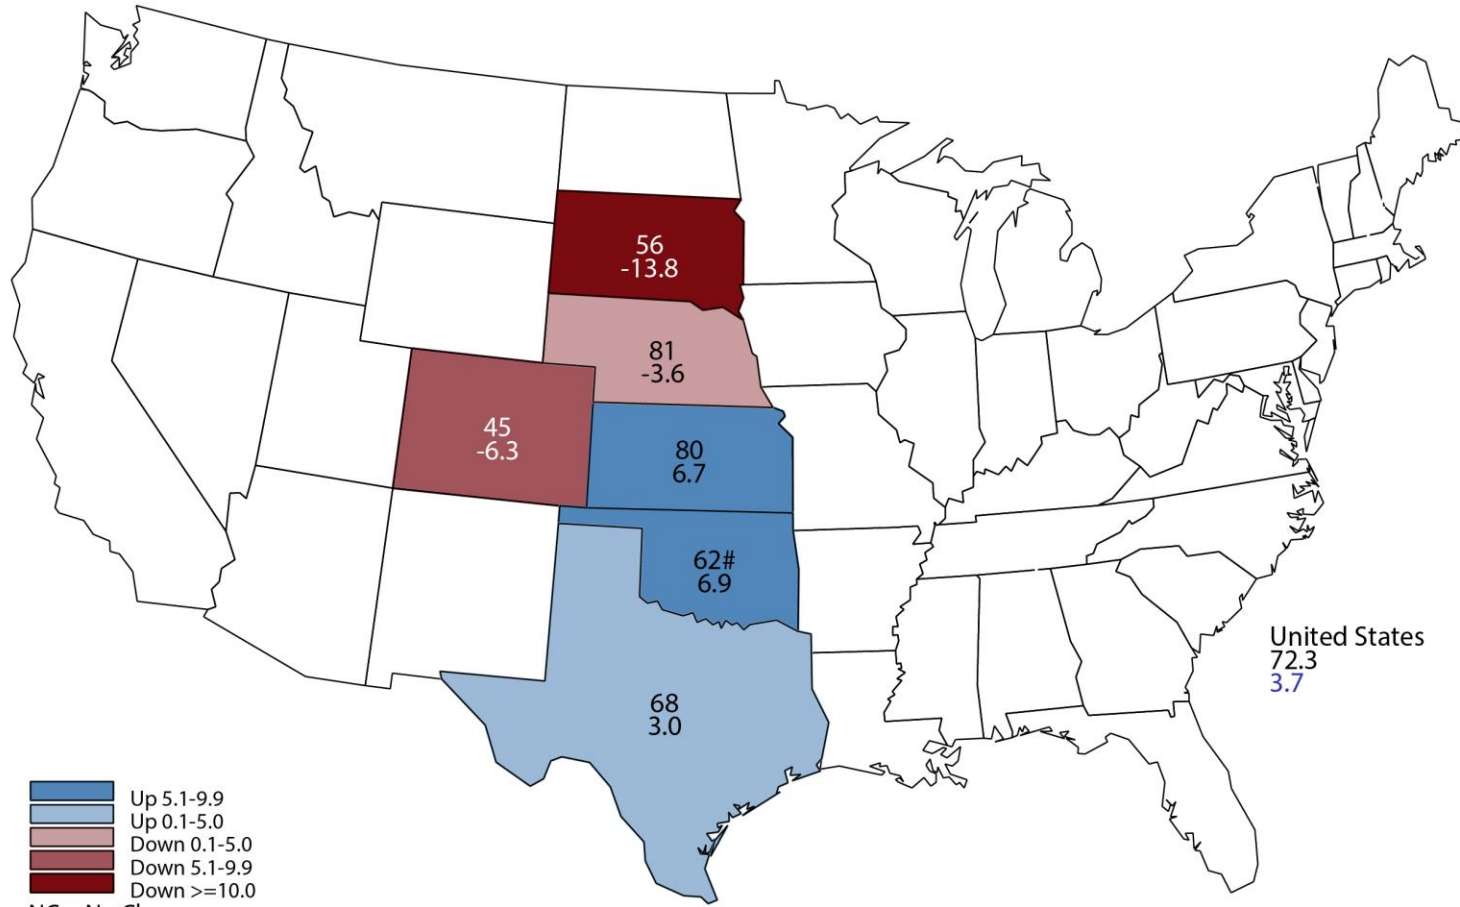 56
-13.8
81
-3.6
45
-6.3
80
6.7
62#
6.9
68
3.0
United States
72.3
3.7
Up 5.1-9.9
Up 0.1-5.0
Down 0.1-5.0
Down 5.1-9.9
Down >=10.0